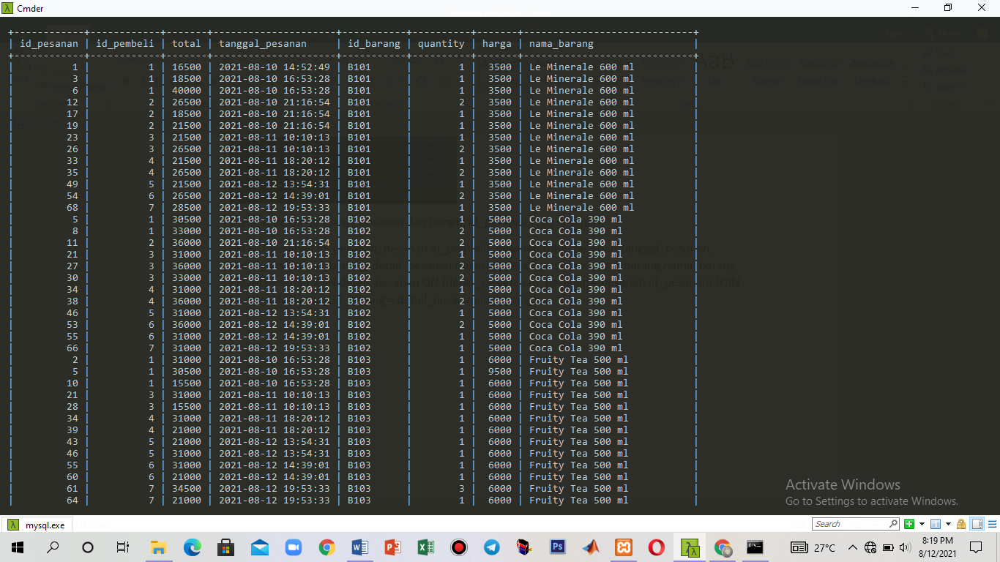 Cmder
+------------+------------+-------+---------------------+-----------+----------+-------+-----------------------------+
| id_pesanan | id_pembeli | total | tanggal_pesanan | id_barang | quantity | harga | nama_barang |
+------------+------------+-------+---------------------+-----------+----------+-------+-----------------------------+
| 1 | 1 | 16500 | 2021-08-10 14:52:49 | B101 | 1 | 3500 | Le Minerale 600 ml |
| 3 | 1 | 18500 | 2021-08-10 16:53:28 | B101 | 1 | 3500 | Le Minerale 600 ml |
| 6 | 1 | 40000 | 2021-08-10 16:53:28 | B101 | 1 | 3500 | Le Minerale 600 ml |
| 12 | 2 | 26500 | 2021-08-10 21:16:54 | B101 | 2 | 3500 | Le Minerale 600 ml |
| 17 | 2 | 18500 | 2021-08-10 21:16:54 | B101 | 1 | 3500 | Le Minerale 600 ml |
| 19 | 2 | 21500 | 2021-08-10 21:16:54 | B101 | 1 | 3500 | Le Minerale 600 ml |
| 23 | 3 | 21500 | 2021-08-11 10:10:13 | B101 | 1 | 3500 | Le Minerale 600 ml |
| 26 | 3 | 26500 | 2021-08-11 10:10:13 | B101 | 2 | 3500 | Le Minerale 600 ml |
| 33 | 4 | 21500 | 2021-08-11 18:20:12 | B101 | 1 | 3500 | Le Minerale 600 ml |
| 35 | 4 | 26500 | 2021-08-11 18:20:12 | B101 | 2 | 3500 | Le Minerale 600 ml |
| 49 | 5 | 21500 | 2021-08-12 13:54:31 | B101 | 1 | 3500 | Le Minerale 600 ml |
| 54 | 6 | 26500 | 2021-08-12 14:39:01 | B101 | 2 | 3500 | Le Minerale 600 ml |
| 68 | 7 | 28500 | 2021-08-12 19:53:33 | B101 | 1 | 3500 | Le Minerale 600 ml |
| 5 | 1 | 30500 | 2021-08-10 16:53:28 | B102 | 1 | 5000 | Coca Cola 390 ml |
| 8 | 1 | 33000 | 2021-08-10 16:53:28 | B102 | 2 | 5000 | Coca Cola 390 ml |
| 11 | 2 | 36000 | 2021-08-10 21:16:54 | B102 | 2 | 5000 | Coca Cola 390 ml |
| 21 | 3 | 31000 | 2021-08-11 10:10:13 | B102 | 1 | 5000 | Coca Cola 390 ml |
| 27 | 3 | 36000 | 2021-08-11 10:10:13 | B102 | 2 | 5000 | Coca Cola 390 ml |
| 30 | 3 | 33000 | 2021-08-11 10:10:13 | B102 | 2 | 5000 | Coca Cola 390 ml |
| 34 | 4 | 31000 | 2021-08-11 18:20:12 | B102 | 1 | 5000 | Coca Cola 390 ml |
| 38 | 4 | 36000 | 2021-08-11 18:20:12 | B102 | 2 | 5000 | Coca Cola 390 ml |
| 46 | 5 | 31000 | 2021-08-12 13:54:31 | B102 | 1 | 5000 | Coca Cola 390 ml |
| 53 | 6 | 36000 | 2021-08-12 14:39:01 | B102 | 2 | 5000 | Coca Cola 390 ml |
| 55 | 6 | 31000 | 2021-08-12 14:39:01 | B102 | 1 | 5000 | Coca Cola 390 ml |
| 66 | 7 | 31000 | 2021-08-12 19:53:33 | B102 | 1 | 5000 | Coca Cola 390 ml |
| 2 | 1 | 31000 | 2021-08-10 16:53:28 | B103 | 1 | 6000 | Fruity Tea 500 ml |
| 5 | 1 | 30500 | 2021-08-10 16:53:28 | B103 | 1 | 9500 | Fruity Tea 500 ml |
| 10 | 1 | 15500 | 2021-08-10 16:53:28 | B103 | 1 | 6000 | Fruity Tea 500 ml |
| 21 | 3 | 31000 | 2021-08-11 10:10:13 | B103 | 1 | 6000 | Fruity Tea 500 ml |
| 28 | 3 | 15500 | 2021-08-11 10:10:13 | B103 | 1 | 6000 | Fruity Tea 500 ml |
| 34 | 4 | 31000 | 2021-08-11 18:20:12 | B103 | 1 | 6000 | Fruity Tea 500 ml |
| 39 | 4 | 21000 | 2021-08-11 18:20:12 | B103 | 1 | 6000 | Fruity Tea 500 ml |
| 43 | 5 | 21000 | 2021-08-12 13:54:31 | B103 | 1 | 6000 | Fruity Tea 500 ml |
| 46 | 5 | 31000 | 2021-08-12 13:54:31 | B103 | 1 | 6000 | Fruity Tea 500 ml |
| 55 | 6 | 31000 | 2021-08-12 14:39:01 | B103 | 1 | 6000 | Fruity Tea 500 ml |
| 60 | 6 | 21000 | 2021-08-12 14:39:01 | B103 | 1 | 6000 | Fruity Tea 500 ml |
| 61 | 7 | 34500 | 2021-08-12 19:53:33 | B103 | 3 | 6000 | Fruity Tea 500 ml |
| 64 | 7 | 21000 | 2021-08-12 19:53:33 | B103 | 1 | 6000 | Fruity Tea 500 ml |
Activate Windows
Go to Settings to activate Windows.
mysql.exe
Search
27°C
8:19 PM
8/12/2021